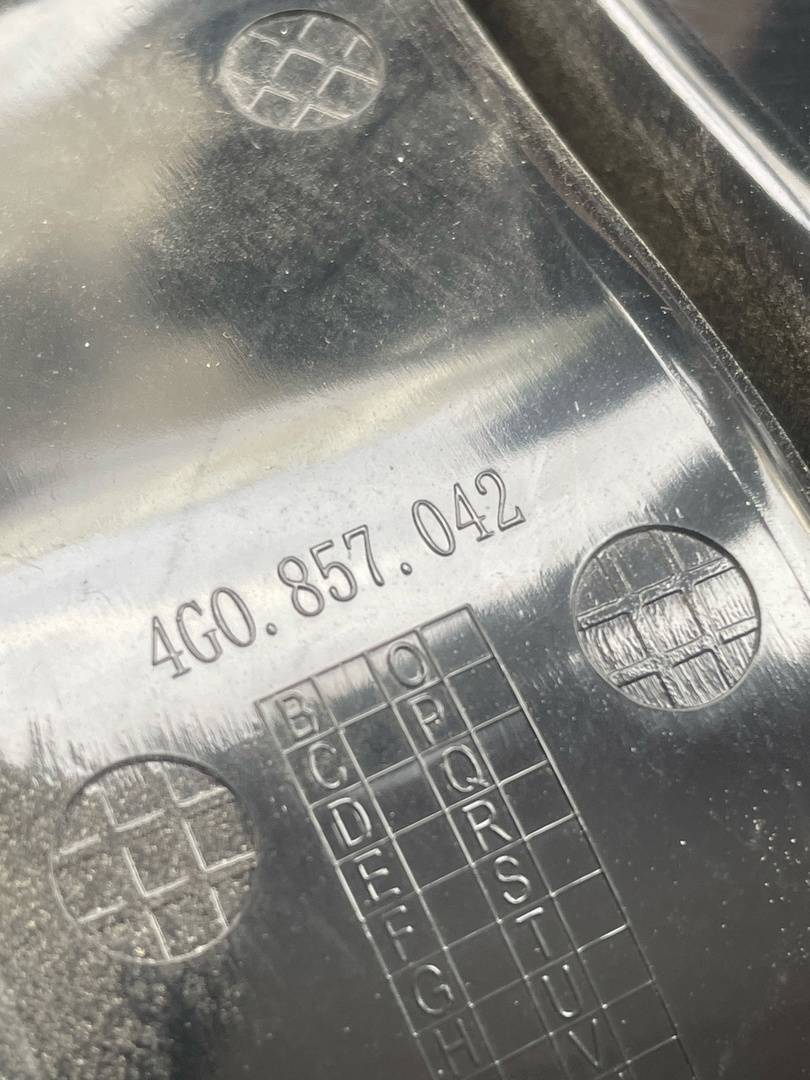 4G0.857.042
B O
C P
D Q
E R
F S
G T
H U
V